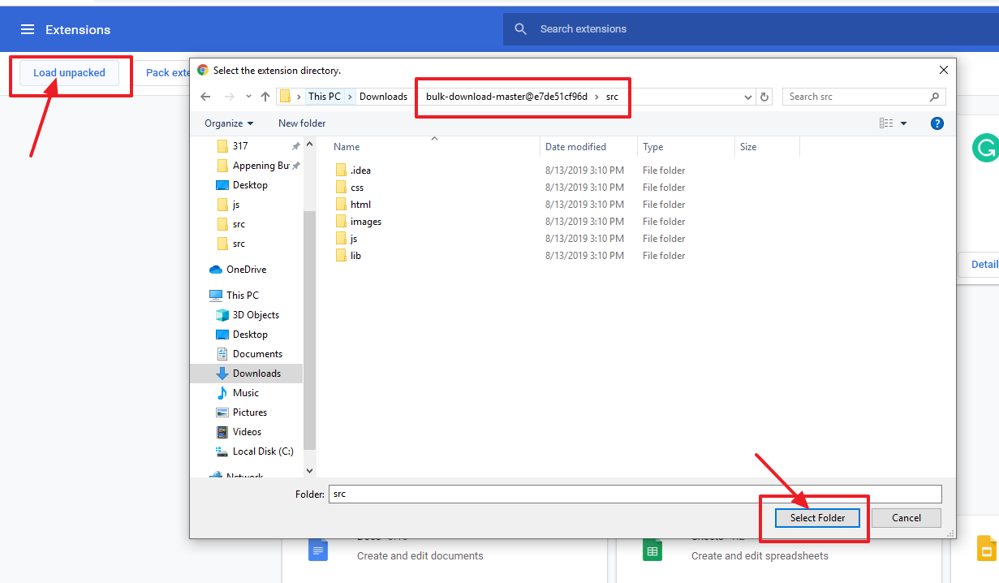 Extensions
Search extensions
Load unpacked
Pack exte
Select the extension directory.
This PC
Downloads
bulk-download-master@e7de51cf96d
src
Search src
Organize
New folder
?
Name
Date modified
Type
Size
317
Appening Bu
Desktop
js
src
src
OneDrive
This PC
3D Objects
Desktop
Documents
Downloads
Music
Pictures
Videos
Local Disk (C:)
Network
.idea 8/13/2019 3:10 PM File folder
css 8/13/2019 3:10 PM File folder
html 8/13/2019 3:10 PM File folder
images 8/13/2019 3:10 PM File folder
js 8/13/2019 3:10 PM File folder
lib 8/13/2019 3:10 PM File folder
G
Detail
Folder: src
Select Folder
Cancel
Create and edit documents
Create and edit spreadsheets